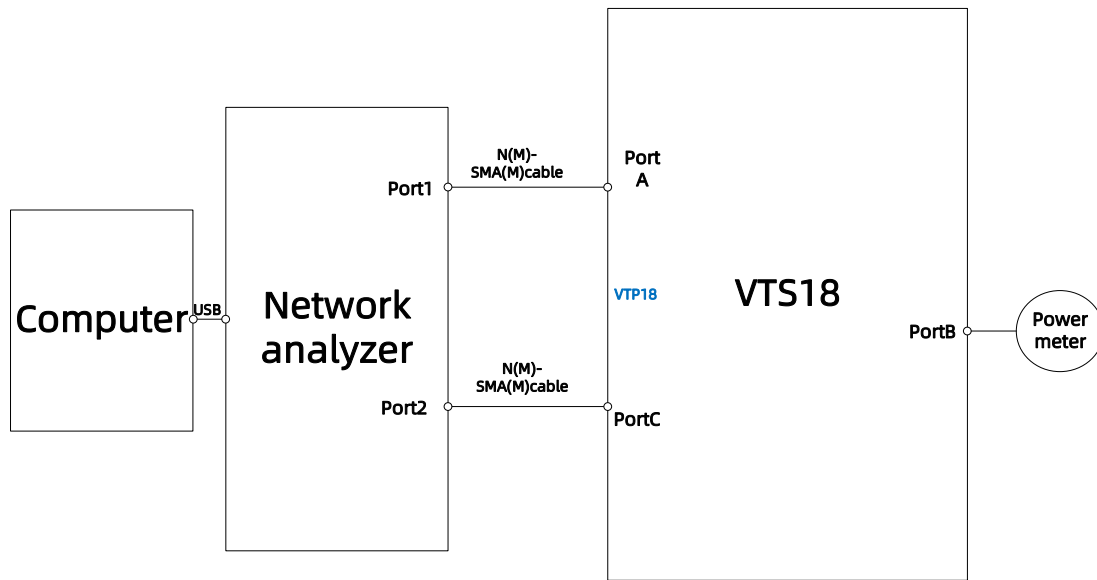 Computer
USB
Network
analyzer
Port1
Port2
N(M)-
SMA(M)cable
N(M)-
SMA(M)cable
Port
A
VTP18
PortC
VTS18
PortB
Power
meter